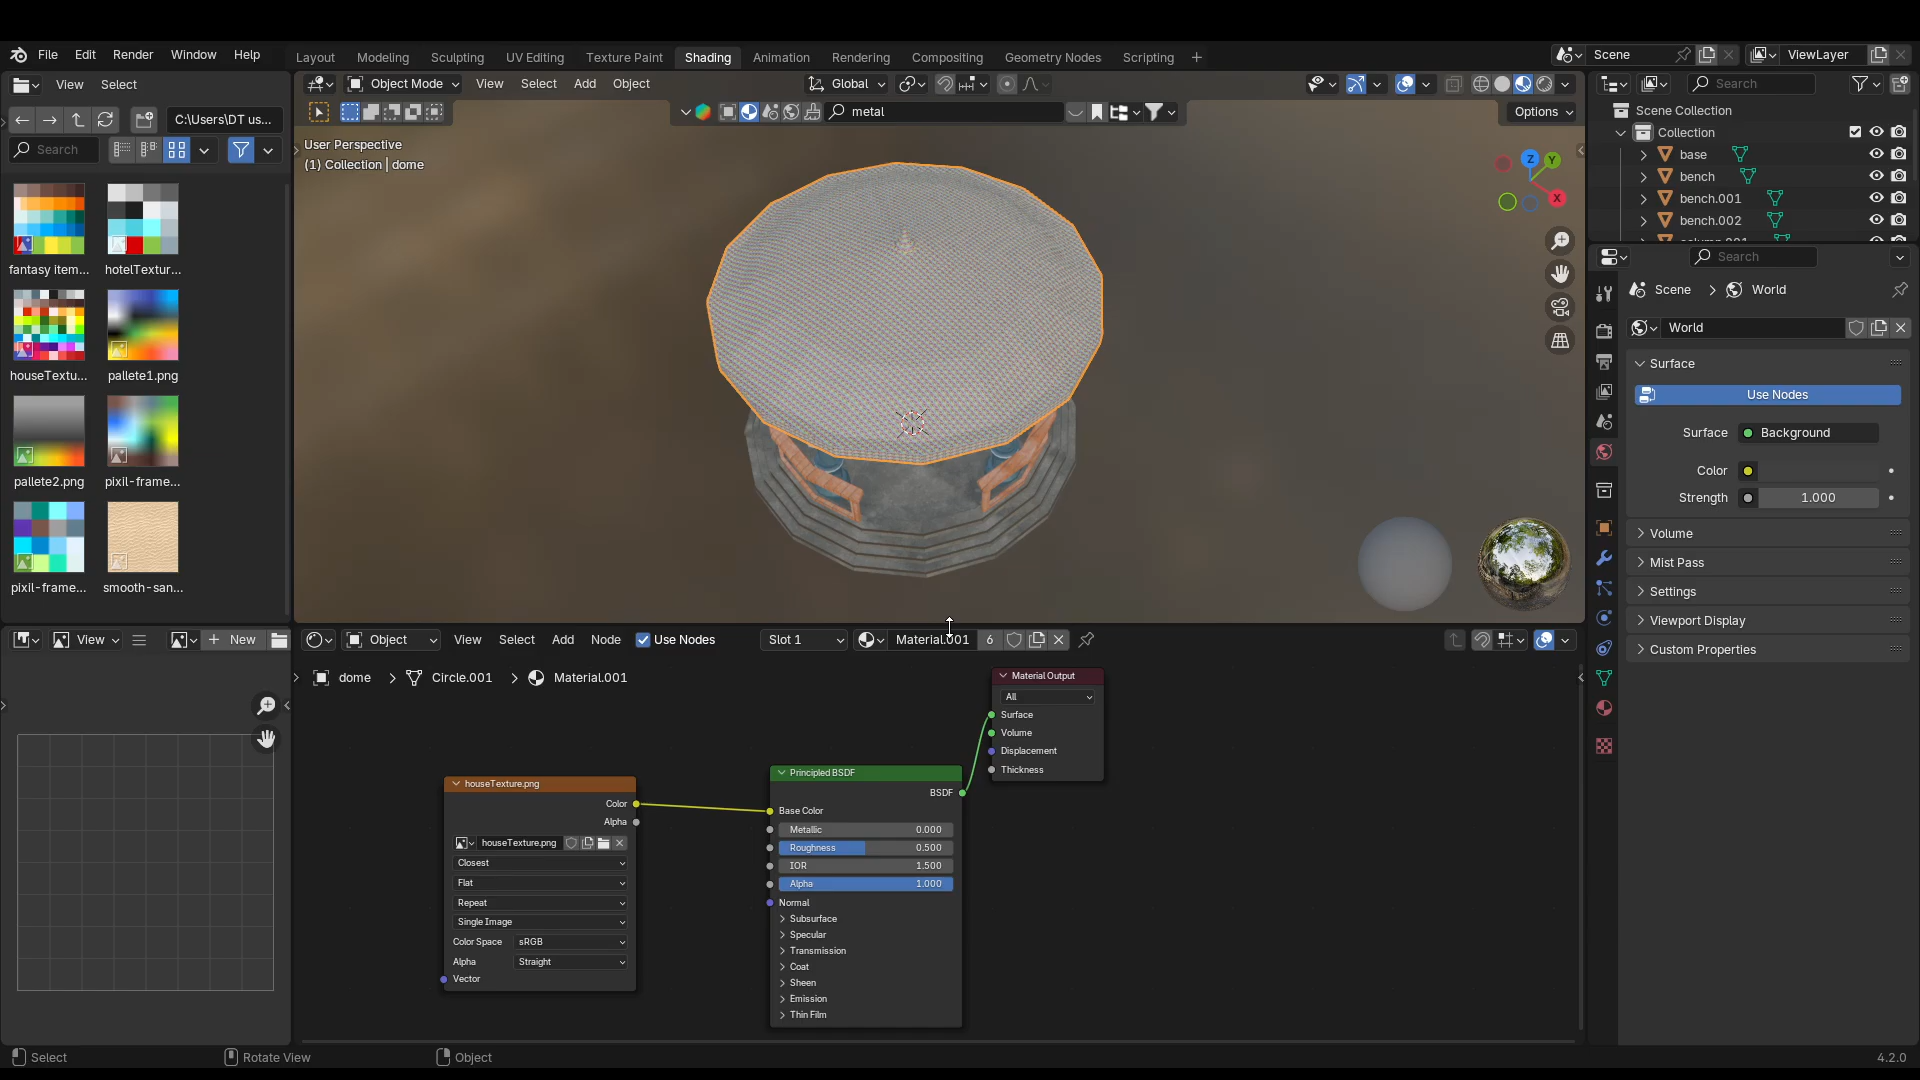 File Edit Render Window Help Layout Modeling Sculpting UV Editing Texture Paint Shading Animation Rendering Compositing Geometry Nodes Scripting + Scene ViewLayer
View Select Object Mode View Select Add Object Global Search
C:\Users\DT us... metal Options Scene Collection
Search User Perspective Collection
(1) Collection | dome base
bench
bench.001
bench.002
fantasy item... hotelTextur...
houseTextu... pallete1.png
pallete2.png pixil-frame...
pixil-frame... smooth-san...
Z Y X
Search
Scene > World
World
Surface
Use Nodes
Surface Background
Color
Strength 1.000
Volume
Mist Pass
Settings
Viewport Display
Custom Properties
View New Object View Select Add Node Use Nodes Slot 1 Material.001 6
dome > Circle.001 > Material.001
Material Output
All
Surface
Volume
Displacement
Thickness
houseTexture.png
Color
Alpha
houseTexture.png
Closest
Flat
Repeat
Single Image
Color Space sRGB
Alpha Straight
Vector
Principled BSDF
BSDF
Base Color
Metallic 0.000
Roughness 0.500
IOR 1.500
Alpha 1.000
Normal
Subsurface
Specular
Transmission
Coat
Sheen
Emission
Thin Film
Select Rotate View Object 4.2.0